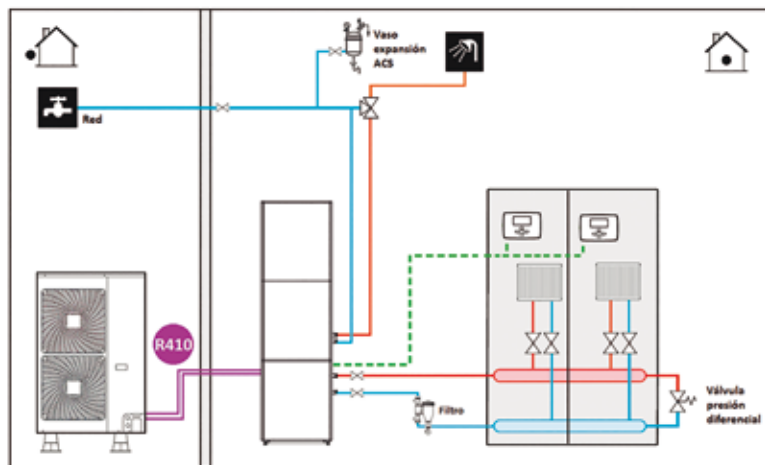 Vaso
expansión
ACS
Red
R410
Filtro
Válvula
presión
diferencial